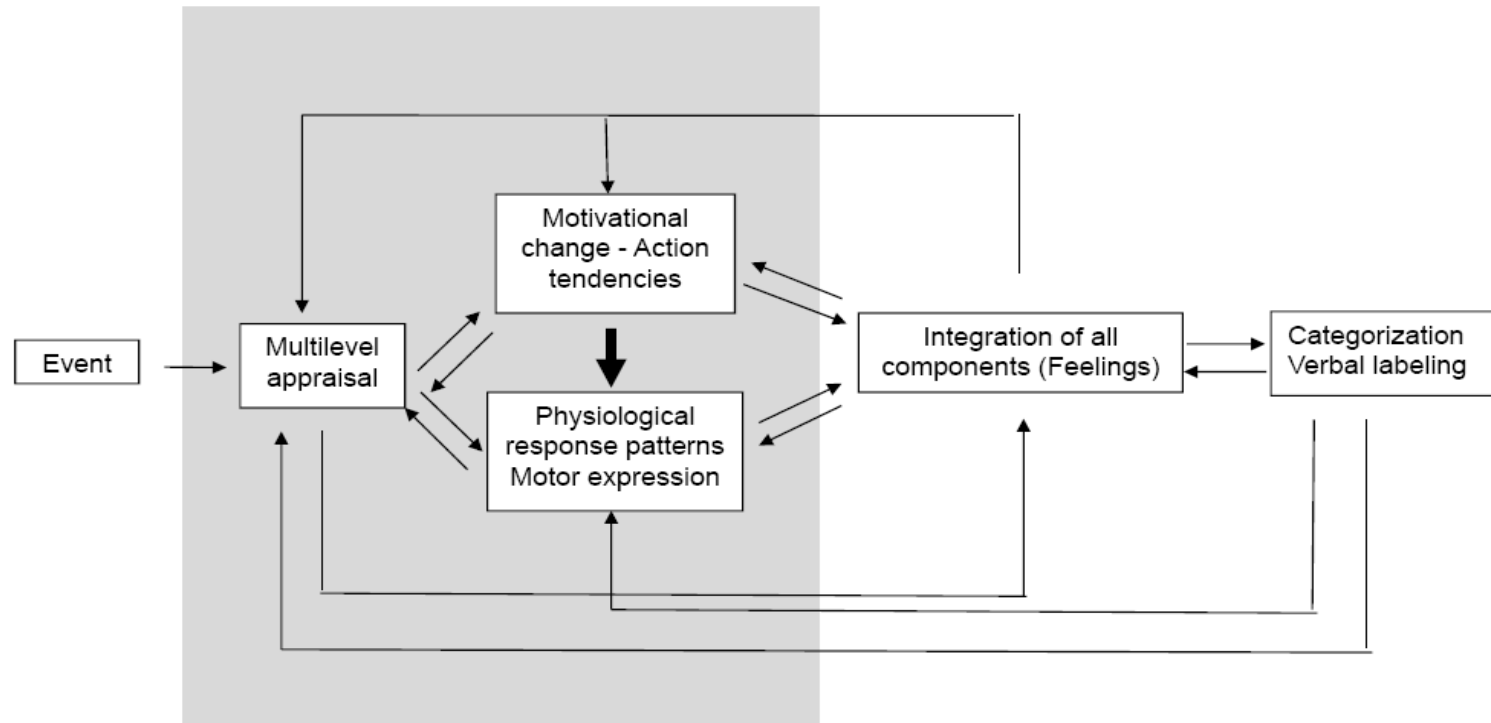 Event
Multilevel
appraisal
Motivational
change - Action
tendencies
Physiological
response patterns
Motor expression
Integration of all
components (Feelings)
Categorization
Verbal labeling